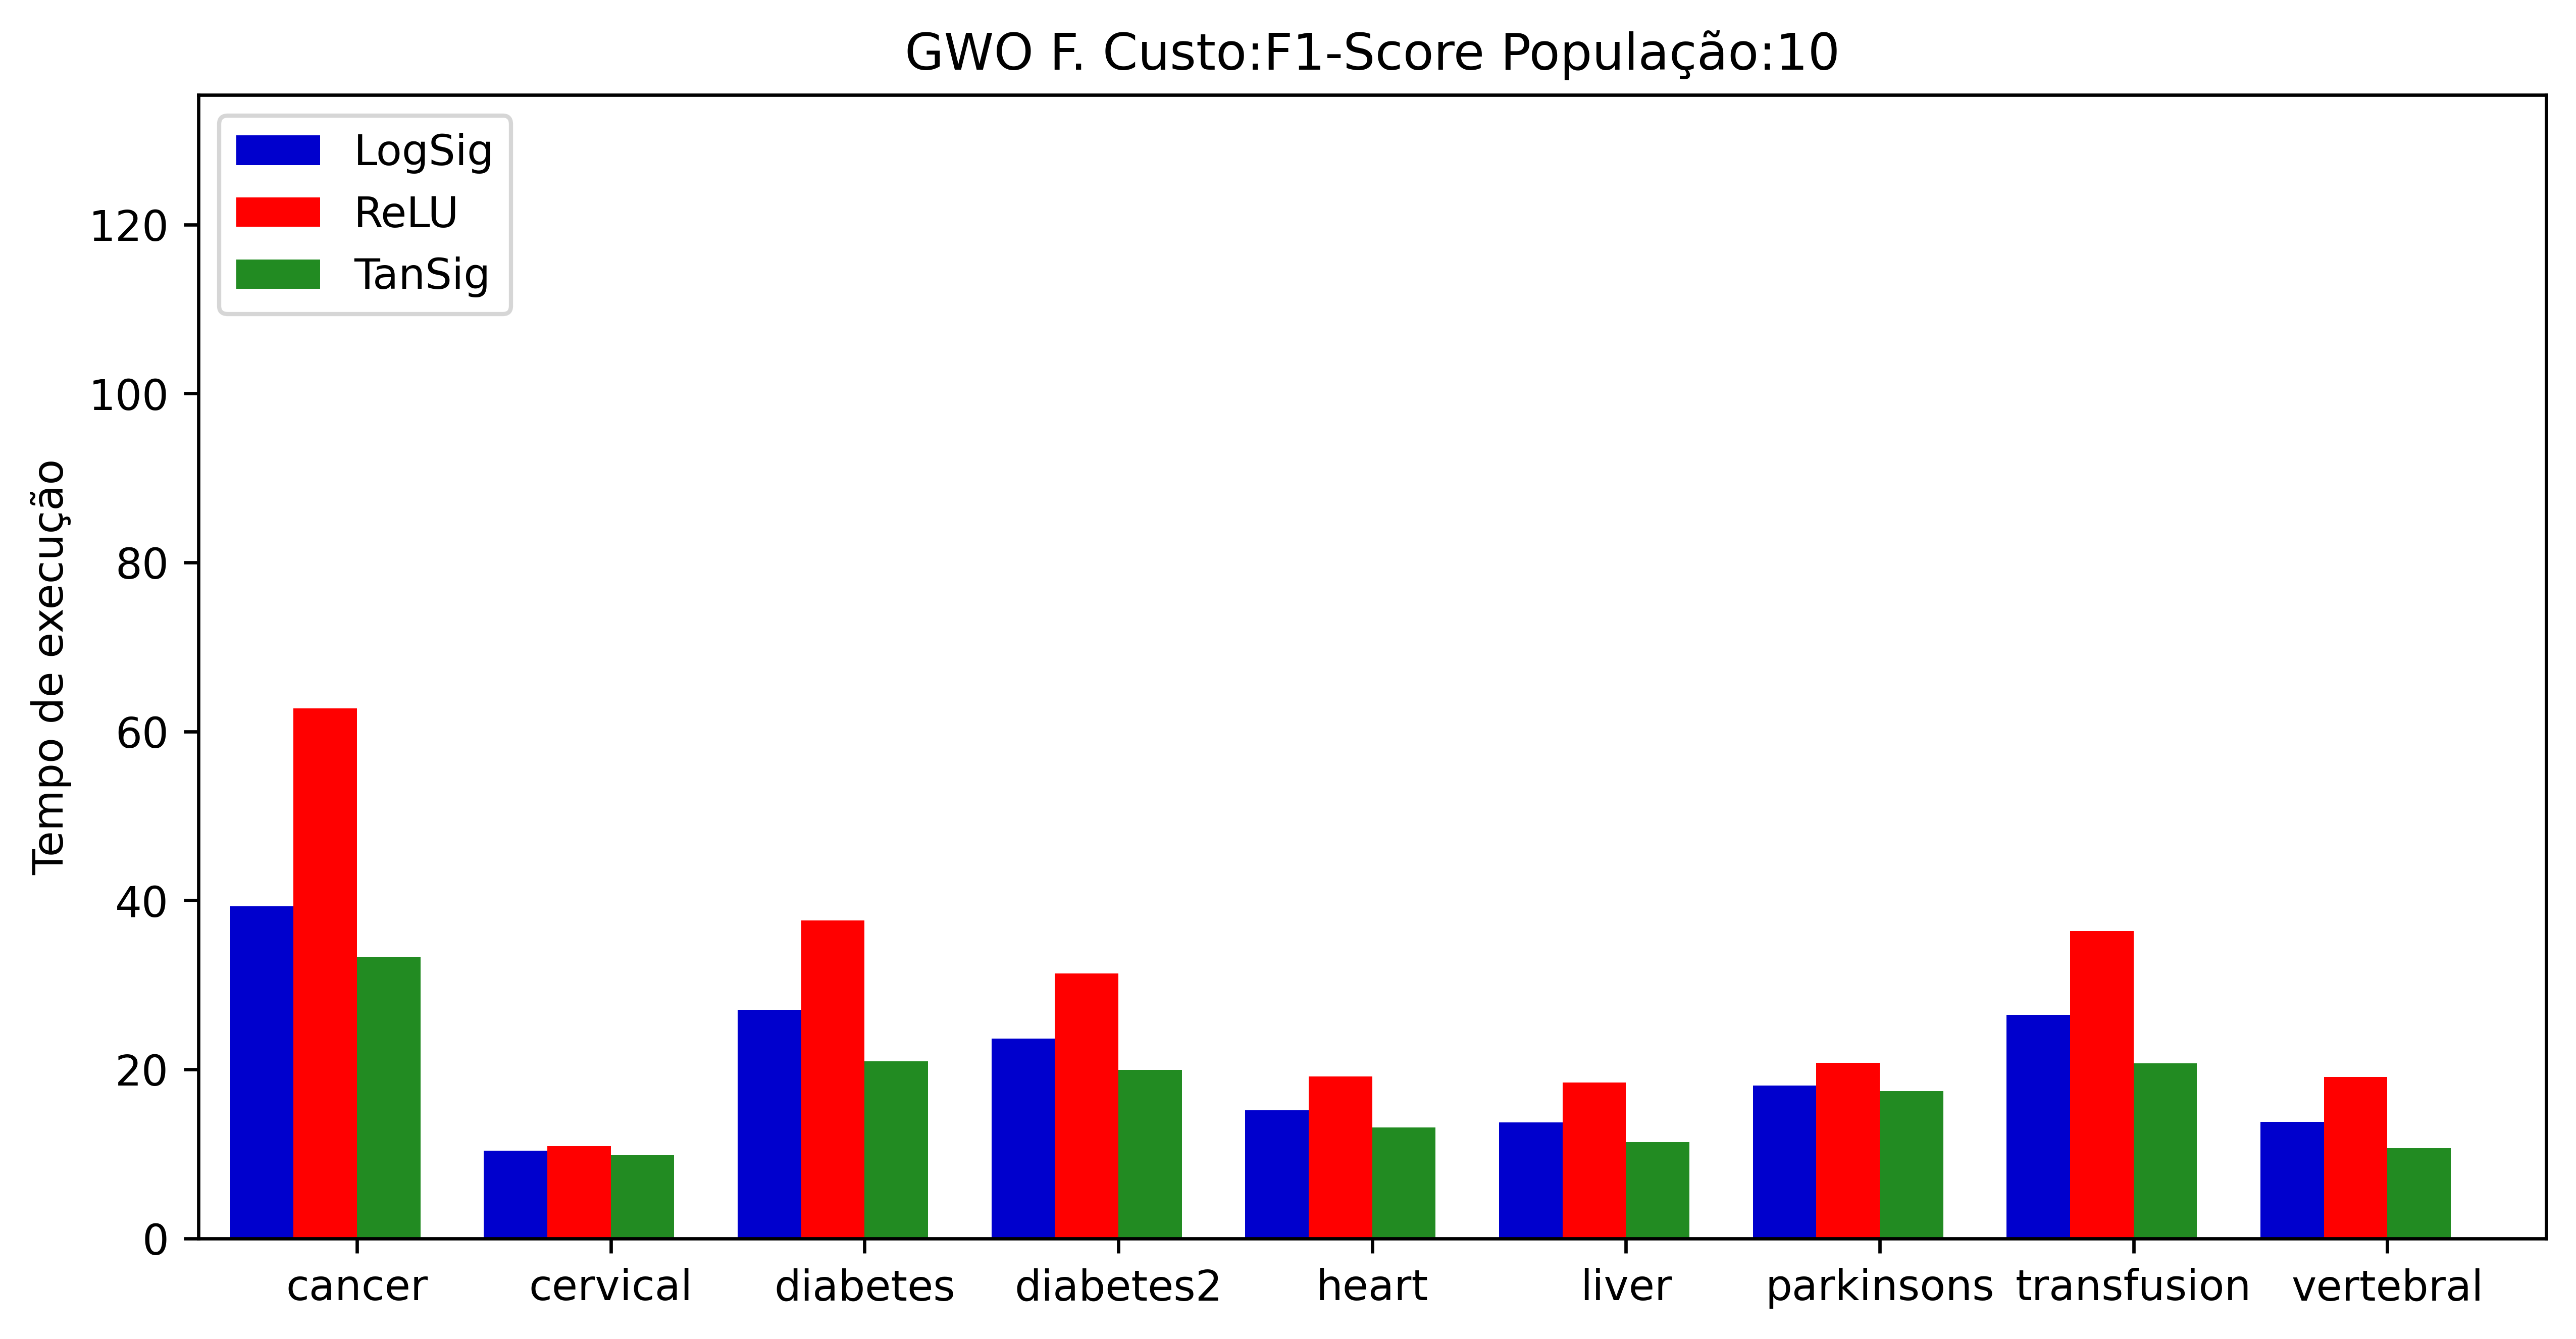 GWO F. Custo:F1-Score População:10
LogSig
ReLU
TanSig
Tempo de execução
120
100
80
60
40
20
0
cancer cervical diabetes diabetes2 heart liver parkinsons transfusion vertebral